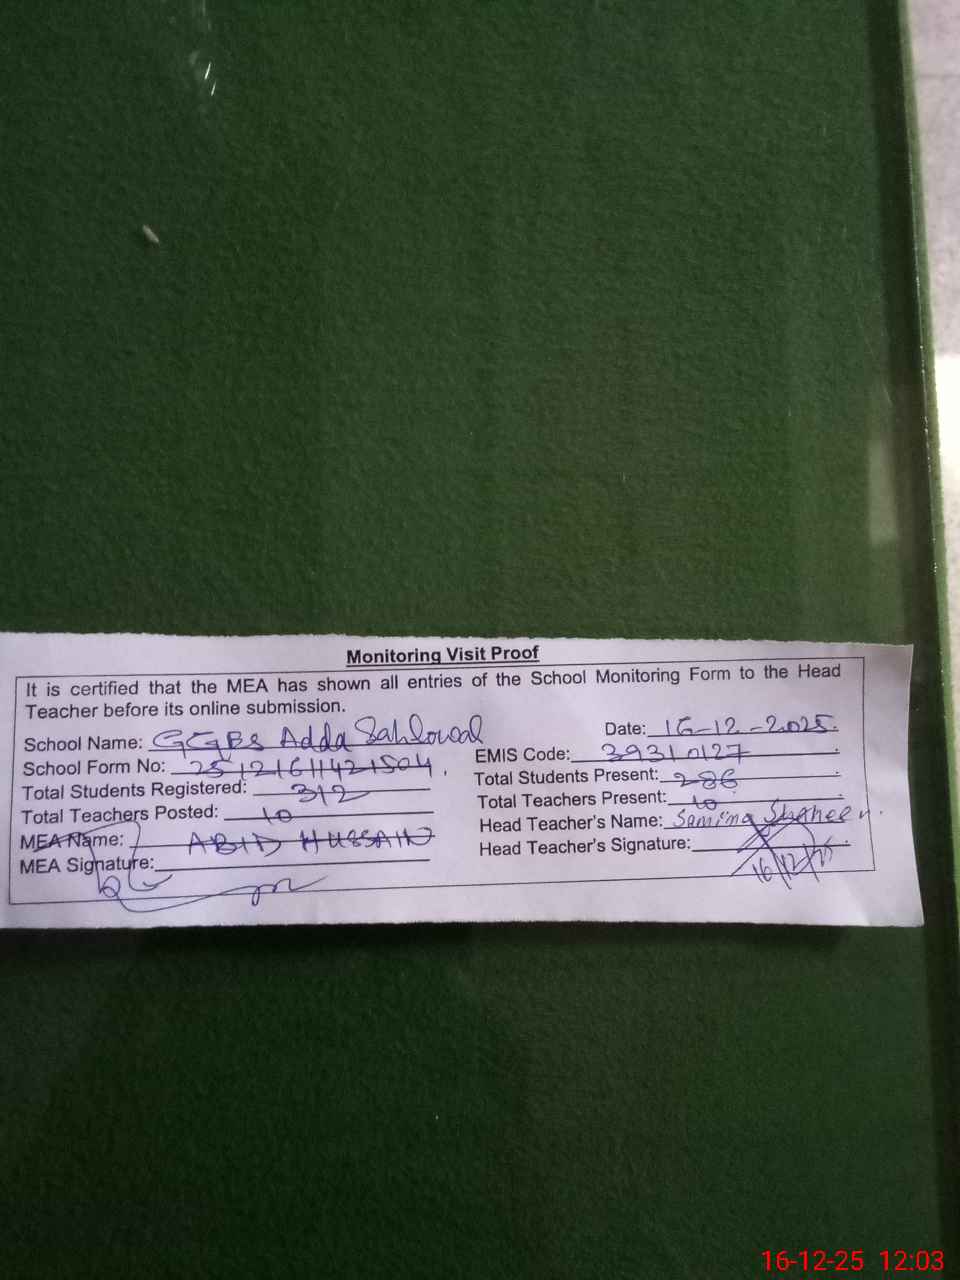 Monitoring Visit Proof
It is certified that the MEA has shown all entries of the School Monitoring Form to the Head
Teacher before its online submission.
School Name: GGES Adda Sahlowal Date: 16-12-2025
School Form No: 25121611421504 EMIS Code: 39310127
Total Students Registered: 312 Total Students Present: 286
Total Teachers Posted: 10 Total Teachers Present: 10
MEA Name: ABID HUSSAIN Head Teacher's Name: Samina Shaheen
MEA Signature: Head Teacher's Signature:
16/12/25
16-12-25 12:03